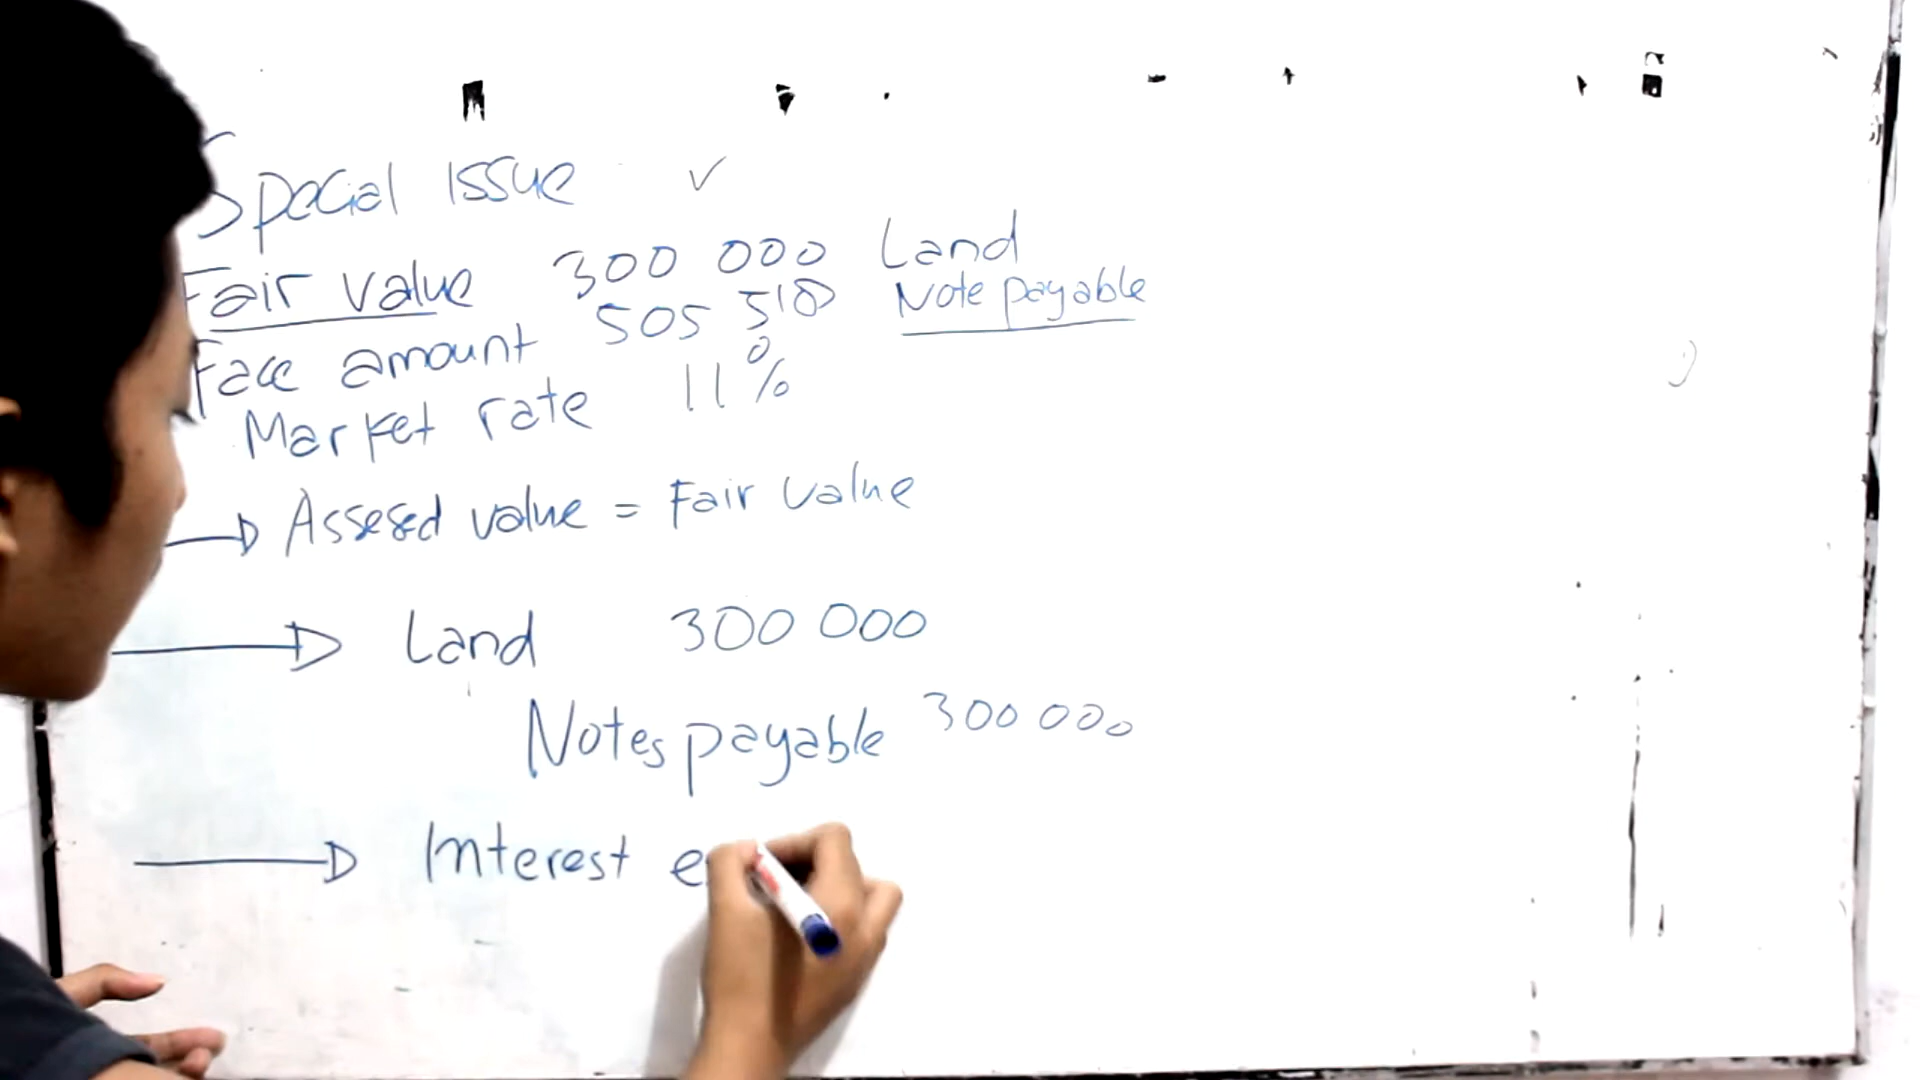 Special Issue ✓
Fair value 300 000 Land
Face amount 505 518 Note payable
Market rate 11%
→ Assesed value = Fair value
→ Land 300 000
Notes payable 300 000
→ Interest e